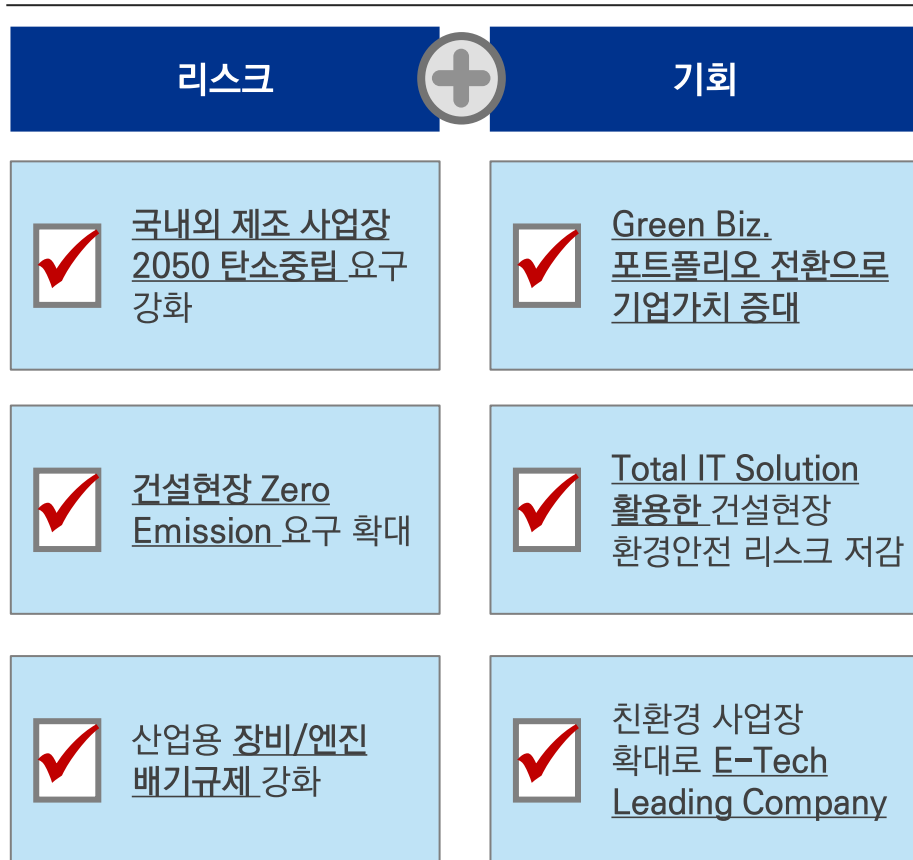 리스크
기회
국내외 제조 사업장
2050 탄소중립 요구
강화
Green Biz.
포트폴리오 전환으로
기업가치 증대
건설현장 Zero
Emission 요구 확대
Total IT Solution
활용한 건설현장
환경안전 리스크 저감
산업용 장비/엔진
배기규제 강화
친환경 사업장
확대로 E-Tech
Leading Company